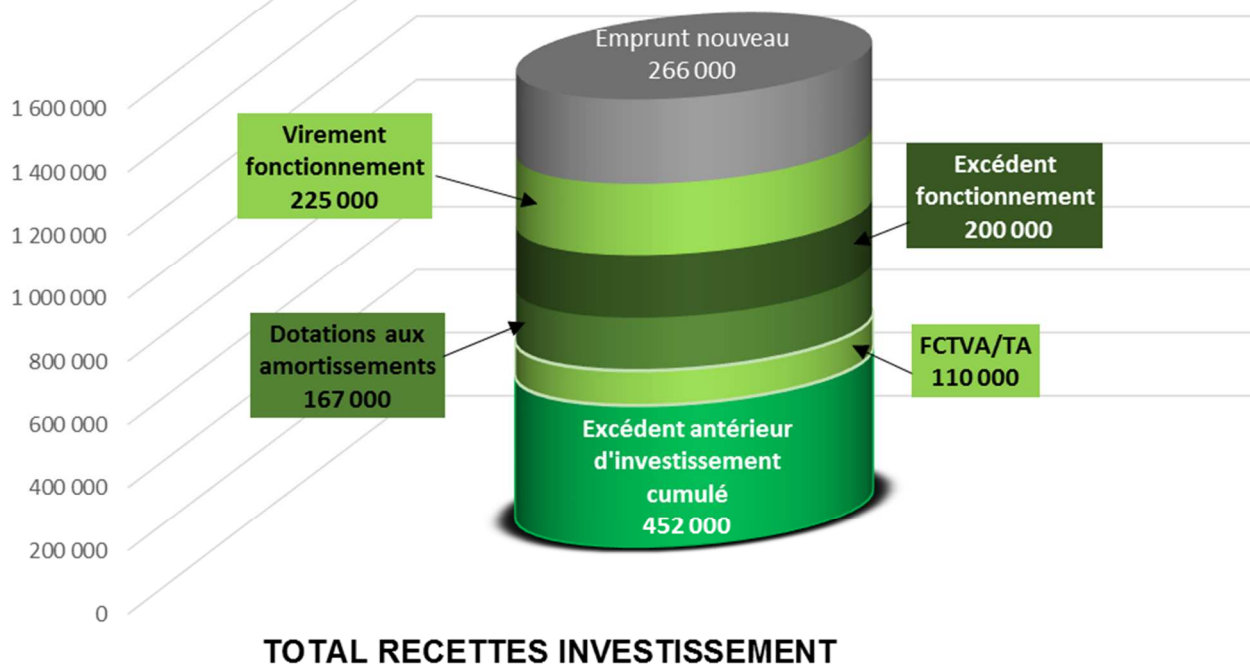 Emprunt nouveau
266 000
1 600 000
1 400 000
1 200 000
1 000 000
800 000
600 000
400 000
200 000
0
Virement
fonctionnement
225 000
Excédent
fonctionnement
200 000
Dotations aux
amortissements
167 000
FCTVA/TA
110 000
Excédent antérieur
d'investissement
cumulé
452 000
TOTAL RECETTES INVESTISSEMENT